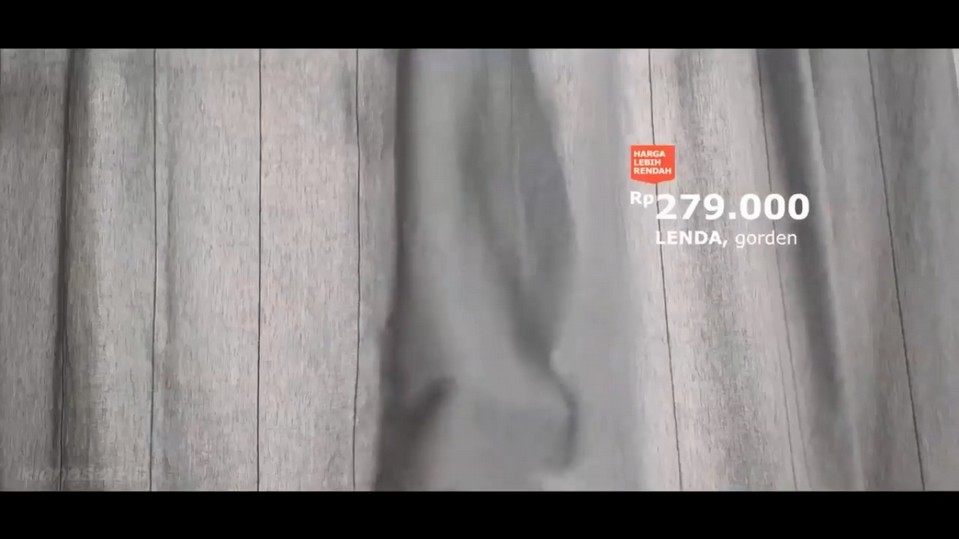 HARGA
LEBIH
RENDAH
Rp279.000
LENDA, gorden